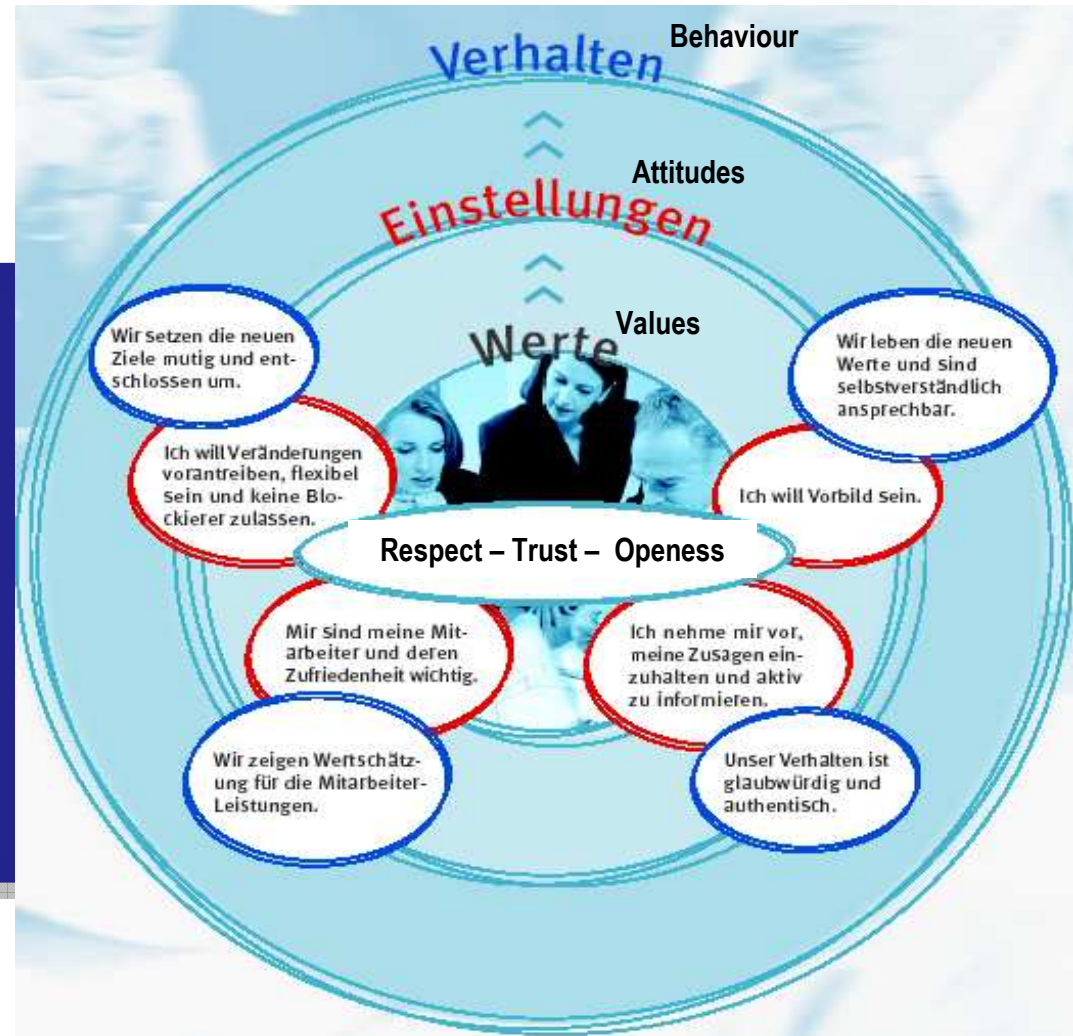 Behaviour
Verhalten
Attitudes
Einstellungen
Values
Werte
Wir setzen die neuen
Ziele mutig und ent-
schlossen um.
Wir leben die neuen
Werte und sind
selbstverständlich
ansprechbar.
Ich will Veränderungen
vorantreiben, flexibel
sein und keine Blo-
ckierer zulassen.
Ich will Vorbild sein.
Respect – Trust – Openess
Mir sind meine Mit-
arbeiter und deren
Zufriedenheit wichtig.
Ich nehme mir vor,
meine Zusagen ein-
zuhalten und aktiv
zu informieren.
Wir zeigen Wertschätz-
ung für die Mitarbeiter-
Leistungen.
Unser Verhalten ist
glaubwürdig und
authentisch.